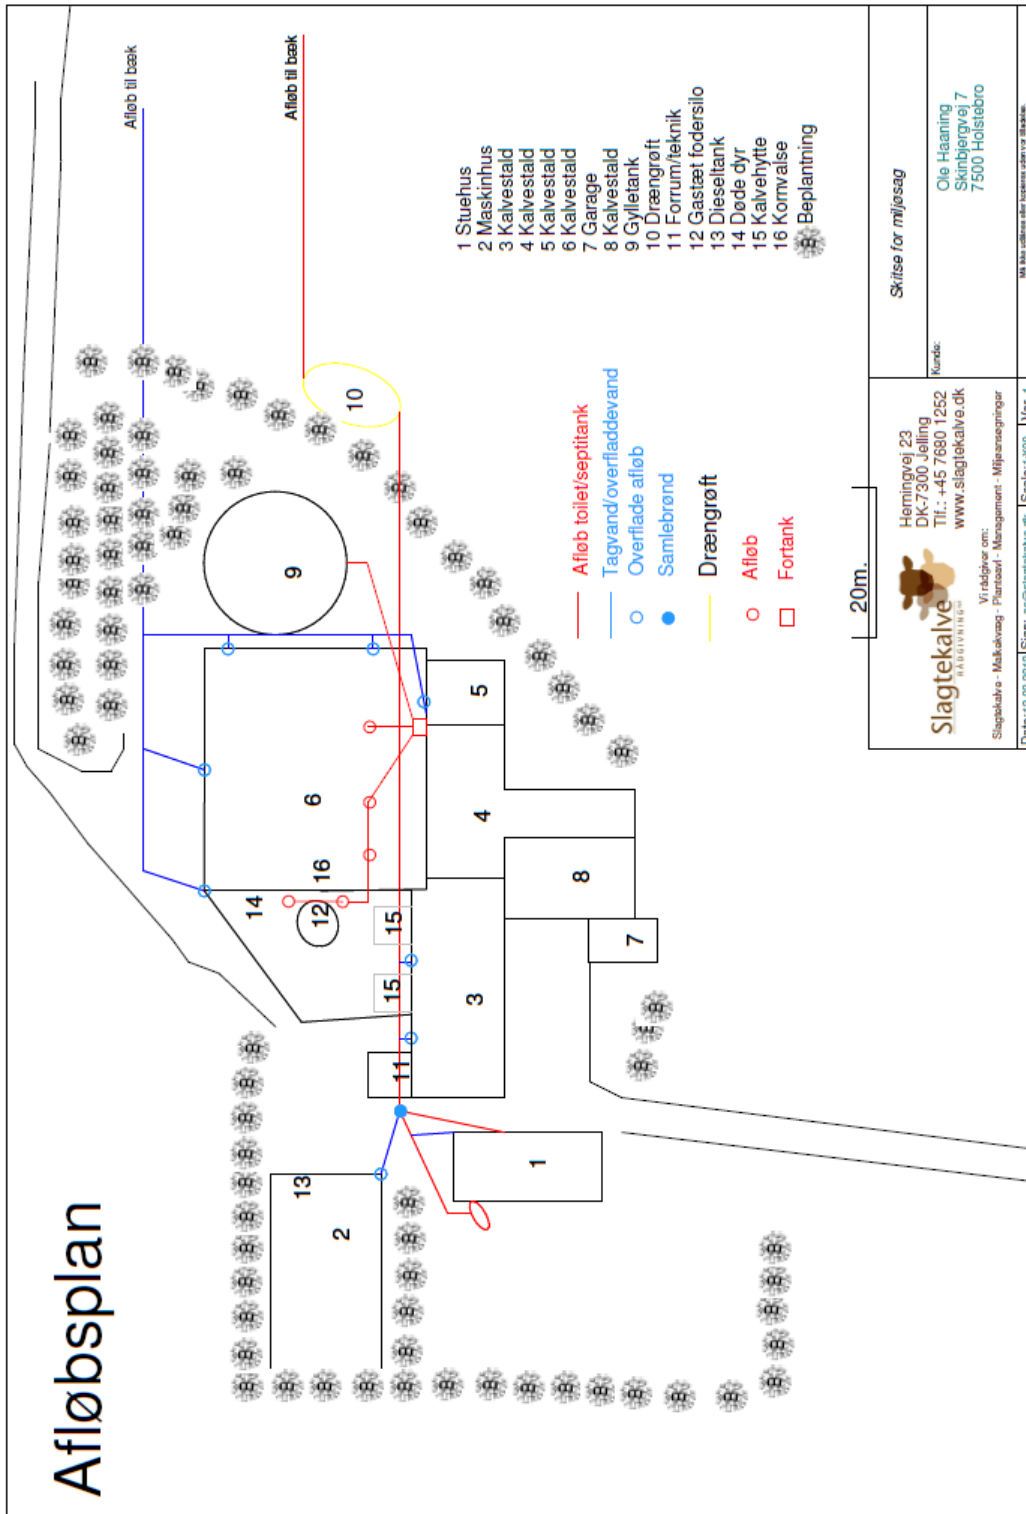 Afløbsplan
Afløb til bæk
Afløb til bæk
1 Stuehus
2 Maskinhus
3 Kalvestald
4 Kalvestald
5 Kalvestald
6 Kalvestald
7 Garage
8 Kalvestald
9 Gylletank
10 Drængrøft
11 Forrum/teknik
12 Gastæt fodersilo
13 Dieseltank
14 Døde dyr
15 Kalvehytte
16 Kornvalse
Beplantning
10
9
5
6
4
16
14
12
8
15
7
15
3
11
13
1
2
Afløb toilet/septitank
Tagvand/overfladdevand
Overflade afløb
Samlebrønd
Drængrøft
Afløb
Fortank
20m.
Slagtekalve
RÅDGIVNING
Herningvej 23
DK-7300 Jelling
Tlf.: +45 7680 1252
www.slagtekalve.dk
Vi rådgiver om:
Slagtekalve - Malkekvæg - Planteavl - Management - Miljøansøgninger
Skitse for miljøsag
Kunde:
Ole Haaning
Skinbjergvej 7
7500 Holstebro